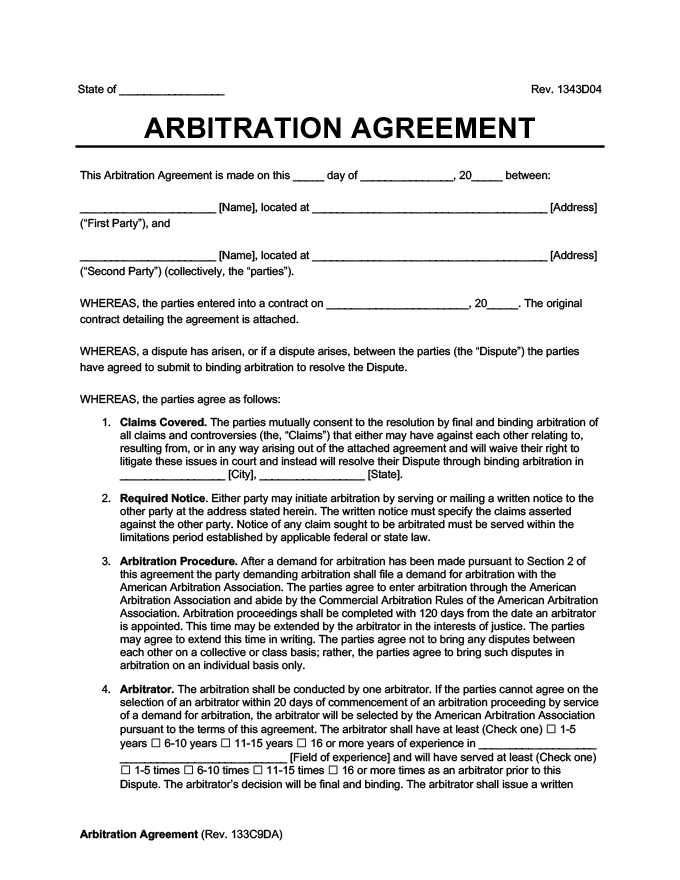 State of _________________ Rev. 1343D04
ARBITRATION AGREEMENT
This Arbitration Agreement is made on this _____ day of _______________, 20_____ between:
______________________ [Name], located at ______________________________________ [Address]
(“First Party”), and
______________________ [Name], located at ______________________________________ [Address]
(“Second Party”) (collectively, the “parties”).
WHEREAS, the parties entered into a contract on _______________________, 20_____. The original
contract detailing the agreement is attached.
WHEREAS, a dispute has arisen, or if a dispute arises, between the parties (the “Dispute”) the parties
have agreed to submit to binding arbitration to resolve the Dispute.
WHEREAS, the parties agree as follows:
1. Claims Covered. The parties mutually consent to the resolution by final and binding arbitration of
all claims and controversies (the, “Claims”) that either may have against each other relating to,
resulting from, or in any way arising out of the attached agreement and will waive their right to
litigate these issues in court and instead will resolve their Dispute through binding arbitration in
_________________ [City], _________________ [State].
2. Required Notice. Either party may initiate arbitration by serving or mailing a written notice to the
other party at the address stated herein. The written notice must specify the claims asserted
against the other party. Notice of any claim sought to be arbitrated must be served within the
limitations period established by applicable federal or state law.
3. Arbitration Procedure. After a demand for arbitration has been made pursuant to Section 2 of
this agreement the party demanding arbitration shall file a demand for arbitration with the
American Arbitration Association. The parties agree to enter arbitration through the American
Arbitration Association and abide by the Commercial Arbitration Rules of the American Arbitration
Association. Arbitration proceedings shall be completed with 120 days from the date an arbitrator
is appointed. This time may be extended by the arbitrator in the interests of justice. The parties
may agree to extend this time in writing. The parties agree not to bring any disputes between
each other on a collective or class basis; rather, the parties agree to bring such disputes in
arbitration on an individual basis only.
4. Arbitrator. The arbitration shall be conducted by one arbitrator. If the parties cannot agree on the
selection of an arbitrator within 20 days of commencement of an arbitration proceeding by service
of a demand for arbitration, the arbitrator will be selected by the American Arbitration Association
pursuant to the terms of this agreement. The arbitrator shall have at least (Check one) ☐ 1-5
years ☐ 6-10 years ☐ 11-15 years ☐ 16 or more years of experience in ___________________
___________________________ [Field of experience] and will have served at least (Check one)
☐ 1-5 times ☐ 6-10 times ☐ 11-15 times ☐ 16 or more times as an arbitrator prior to this
Dispute. The arbitrator’s decision will be final and binding. The arbitrator shall issue a written
Arbitration Agreement (Rev. 133C9DA)